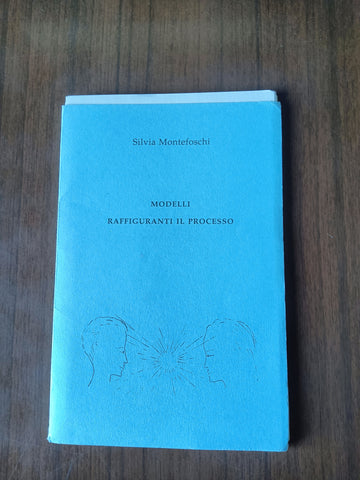 Silvia Montefoschi
MODELLI
RAFFIGURANTI IL PROCESSO